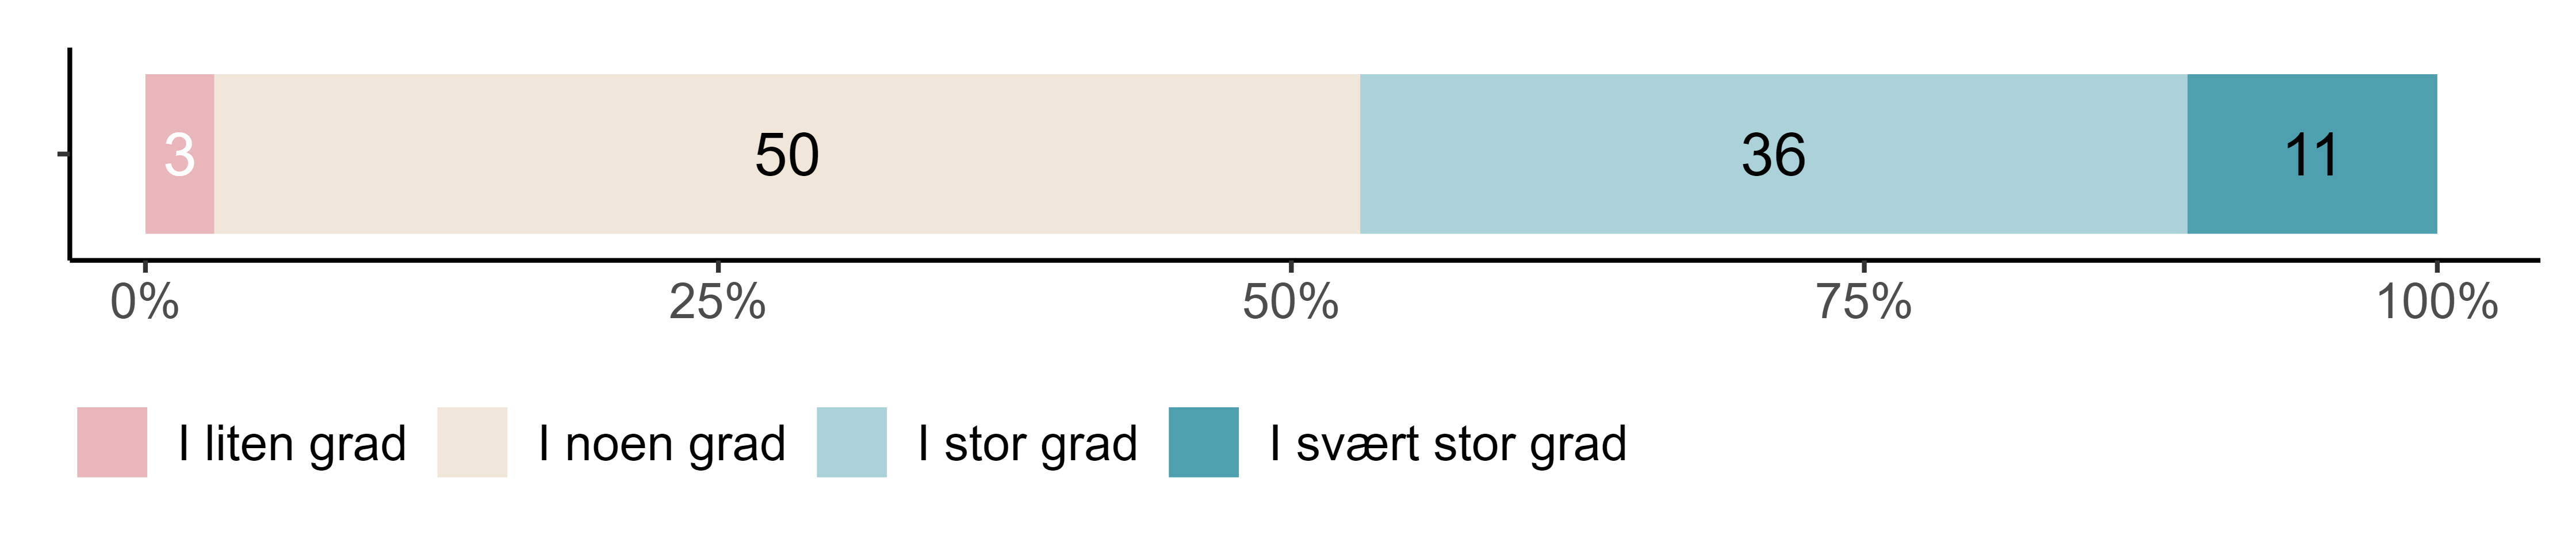 3 50 36 11
0% 25% 50% 75% 100%
I liten grad I noen grad I stor grad I svært stor grad